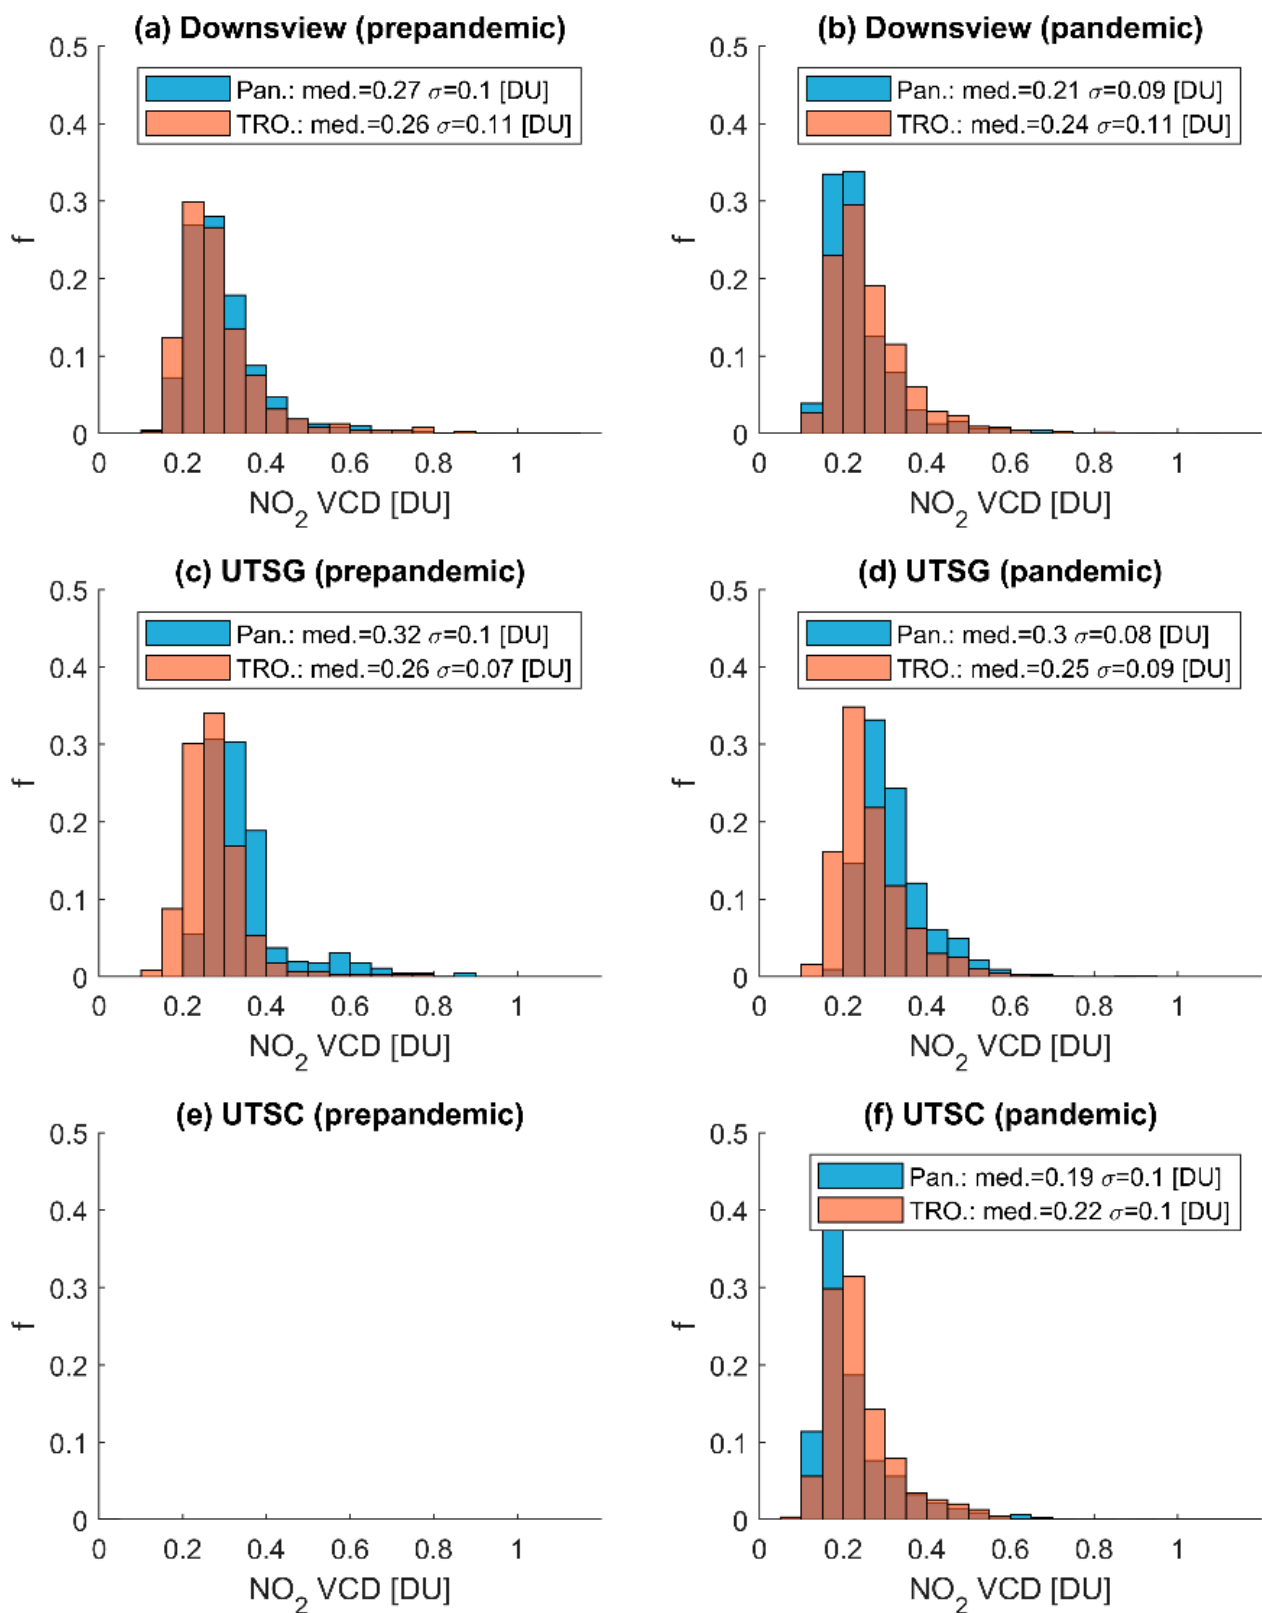 (a) Downsview (prepandemic)
0.5
0.4
0.3
0.2
0.1
0
f
Pan.: med.=0.27 σ=0.1 [DU]
TRO.: med.=0.26 σ=0.11 [DU]
0 0.2 0.4 0.6 0.8 1
NO2 VCD [DU]
(b) Downsview (pandemic)
0.5
0.4
0.3
0.2
0.1
0
f
Pan.: med.=0.21 σ=0.09 [DU]
TRO.: med.=0.24 σ=0.11 [DU]
0 0.2 0.4 0.6 0.8 1
NO2 VCD [DU]
(c) UTSG (prepandemic)
0.5
0.4
0.3
0.2
0.1
0
f
Pan.: med.=0.32 σ=0.1 [DU]
TRO.: med.=0.26 σ=0.07 [DU]
0 0.2 0.4 0.6 0.8 1
NO2 VCD [DU]
(d) UTSG (pandemic)
0.5
0.4
0.3
0.2
0.1
0
f
Pan.: med.=0.3 σ=0.08 [DU]
TRO.: med.=0.25 σ=0.09 [DU]
0 0.2 0.4 0.6 0.8 1
NO2 VCD [DU]
(e) UTSC (prepandemic)
0.5
0.4
0.3
0.2
0.1
0
f
0 0.2 0.4 0.6 0.8 1
NO2 VCD [DU]
(f) UTSC (pandemic)
0.5
0.4
0.3
0.2
0.1
0
f
Pan.: med.=0.19 σ=0.1 [DU]
TRO.: med.=0.22 σ=0.1 [DU]
0 0.2 0.4 0.6 0.8 1
NO2 VCD [DU]